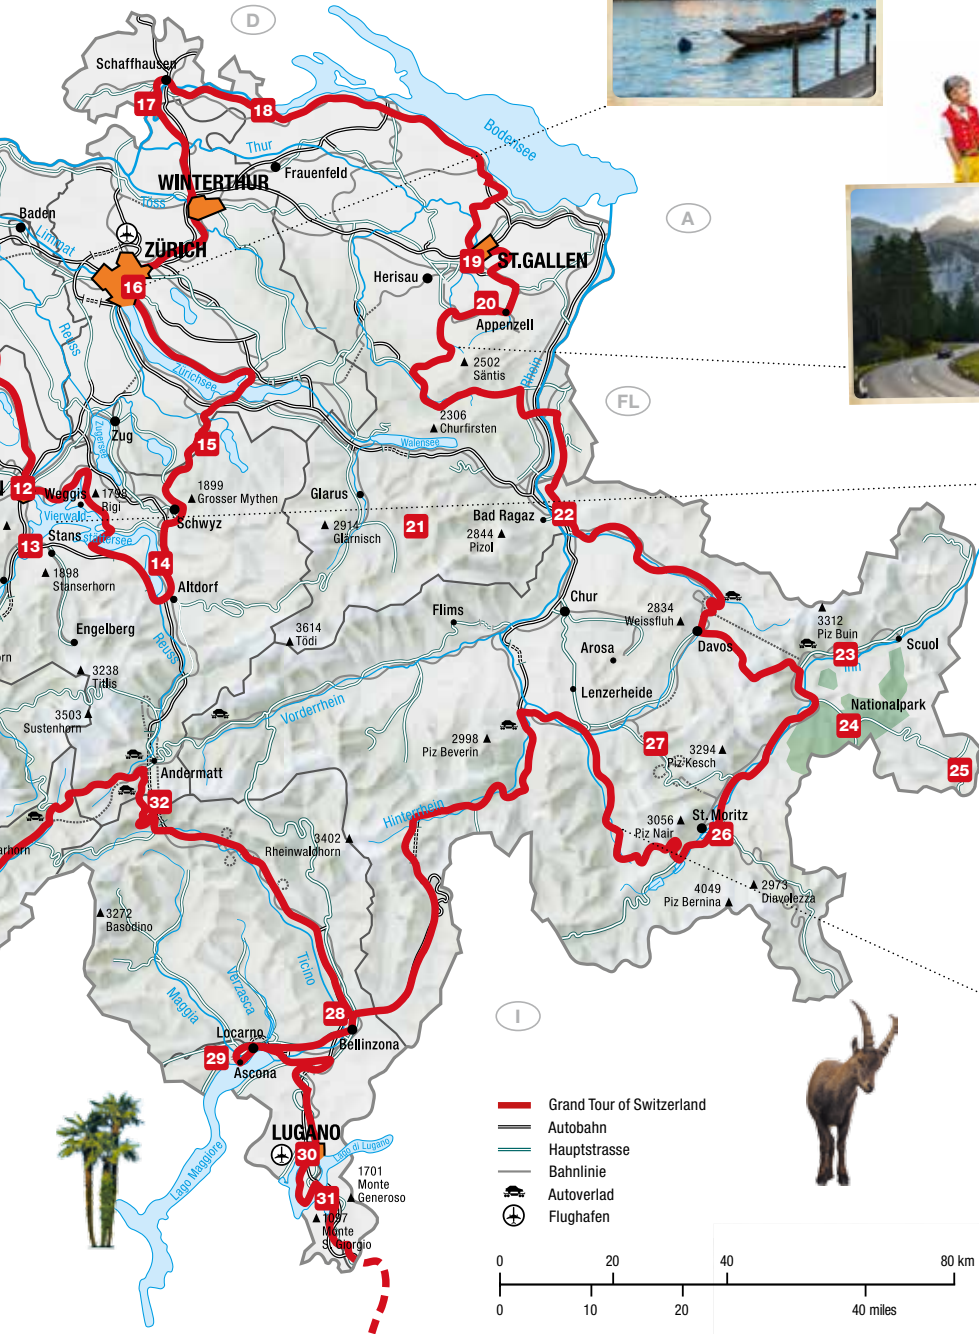 D
Schaffhausen
17
18
Bodensee
Thur
Frauenfeld
WINTERTHUR
Töss
Baden
Limmat
ZÜRICH
A
16
Herisau
19
ST.GALLEN
20
Appenzell
Reuss
Zürichsee
2502
Säntis
Rhein
FL
2306
Churfirsten
Zug
Zugersee
15
Walensee
12
Weggis
1798
Rigi
1899
Grosser Mythen
Glarus
Vierwald-
stättersee
Schwyz
Stans
13
2914
Glärnisch
21
Bad Ragaz
22
2844
Pizol
14
1898
Stanserhorn
Altdorf
Chur
Flims
2834
Weissfluh
3312
Piz Buin
Engelberg
3614
Tödi
Reuss
Arosa
Davos
23
Inn
Scuol
3238
Titlis
Lenzerheide
Nationalpark
3503
Sustenhorn
Vorderrhein
24
2998
Piz Beverin
27
3294
Piz Kesch
25
Andermatt
32
Hinterrhein
3056
Piz Nair
St. Moritz
26
3402
Rheinwaldhorn
4049
Piz Bernina
2973
Diavolezza
3272
Basodino
Ticino
Verzasca
Maggia
28
Bellinzona
I
Locarno
29
Ascona
LUGANO
30
Lago di Lugano
Lago Maggiore
31
1701
Monte
Generoso
1097
Monte
S. Giorgio
Grand Tour of Switzerland
Autobahn
Hauptstrasse
Bahnlinie
Autoverlad
Flughafen
0 20 40 80 km
0 10 20 40 miles